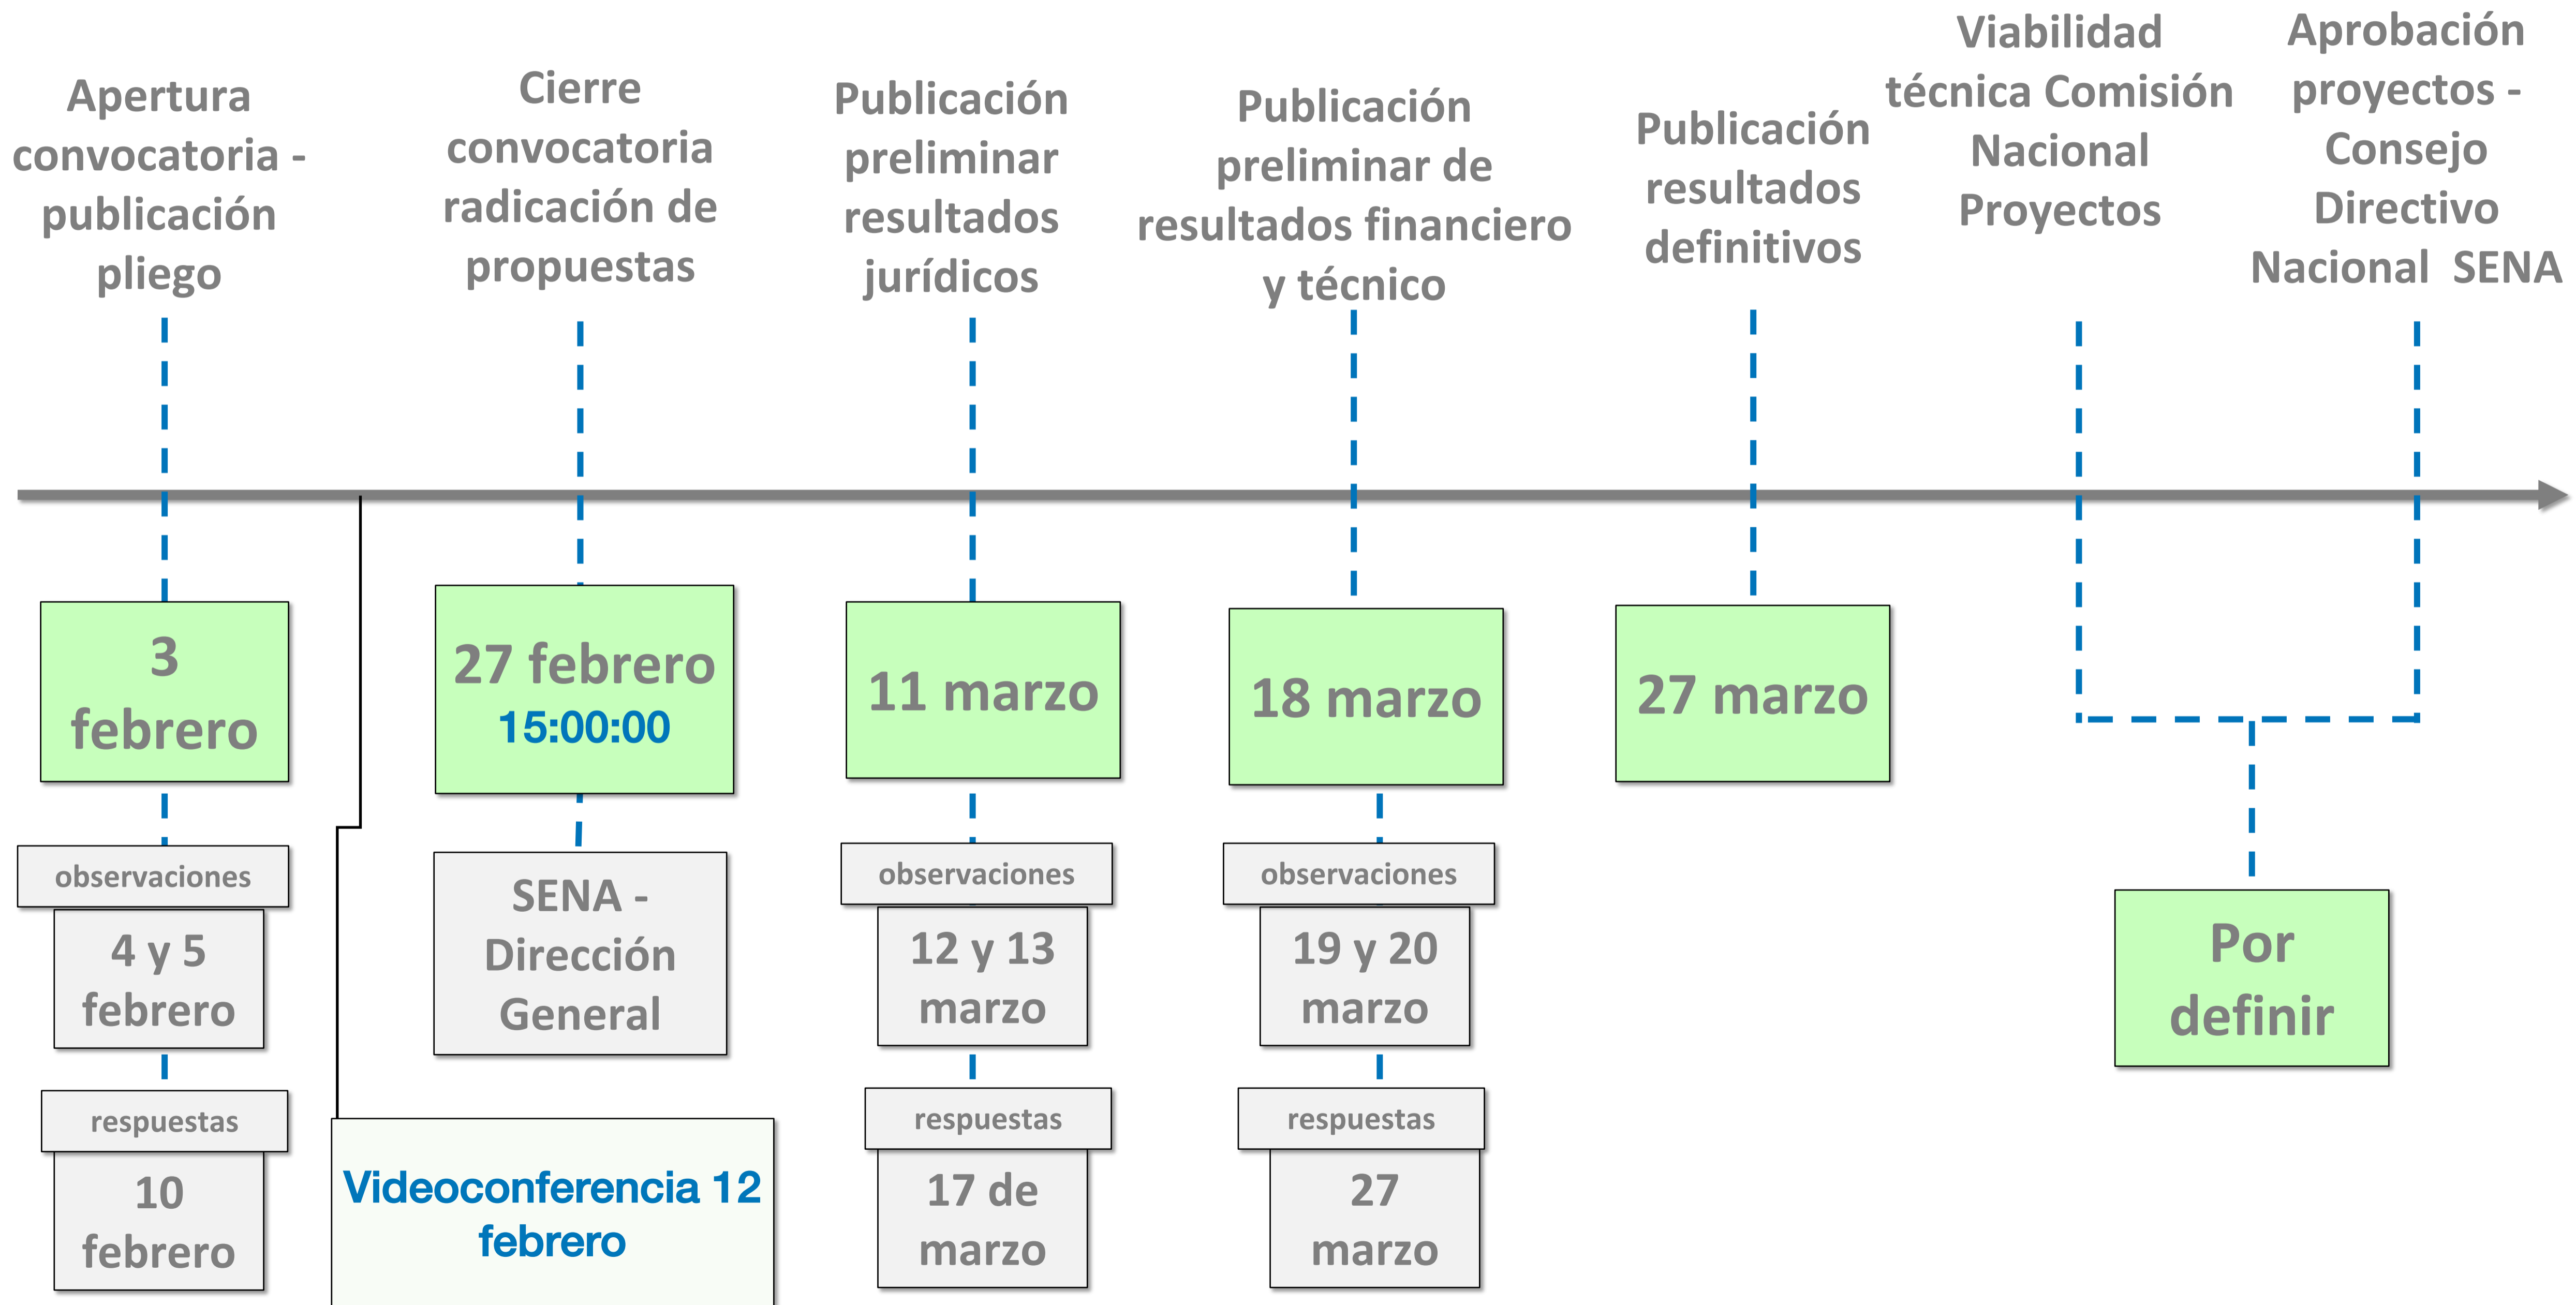 Apertura
convocatoria -
publicación
pliego
Cierre
convocatoria
radicación de
propuestas
Publicación
preliminar
resultados
jurídicos
Publicación
preliminar de
resultados financiero
y técnico
Publicación
resultados
definitivos
Viabilidad
técnica Comisión
Nacional
Proyectos
Aprobación
proyectos -
Consejo
Directivo
Nacional SENA
3
febrero
27 febrero
15:00:00
11 marzo
18 marzo
27 marzo
observaciones
4 y 5
febrero
respuestas
10
febrero
SENA -
Dirección
General
Videoconferencia 12
febrero
observaciones
12 y 13
marzo
respuestas
17 de
marzo
observaciones
19 y 20
marzo
respuestas
27
marzo
Por
definir